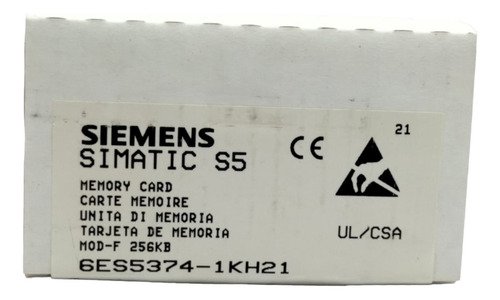 SIEMENS
SIMATIC S5
CE
21
MEMORY CARD
CARTE MEMOIRE
UNITA DI MEMORIA
TARJETA DE MEMORIA
MOD-F 256KB
UL/CSA
6ES5374-1KH21